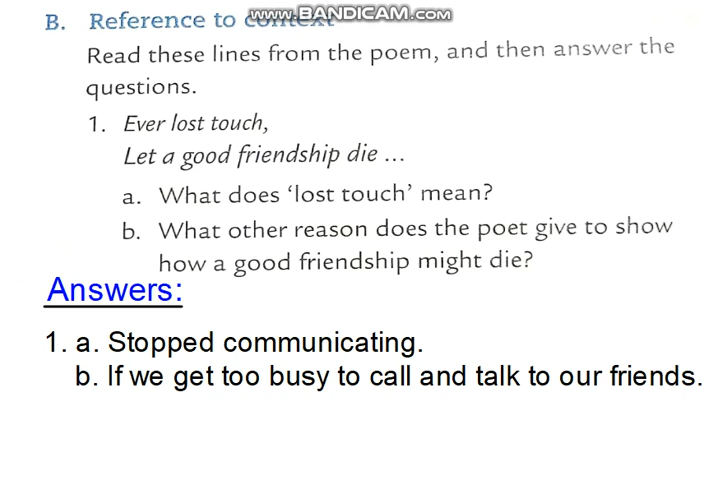 www.BANDICAM.com
B. Reference to context
Read these lines from the poem, and then answer the
questions.
1. Ever lost touch,
Let a good friendship die ...
a. What does ‘lost touch’ mean?
b. What other reason does the poet give to show
how a good friendship might die?
Answers:
1. a. Stopped communicating.
b. If we get too busy to call and talk to our friends.